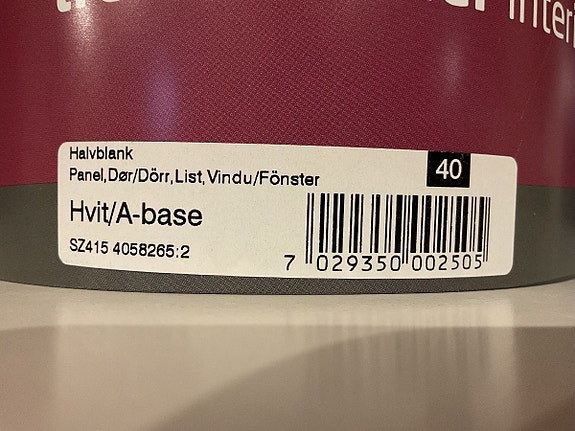 Halvblank
Panel,Dør/Dörr,List,Vindu/Fönster
40
Hvit/A-base
SZ415 4058265:2
7 029350 002505